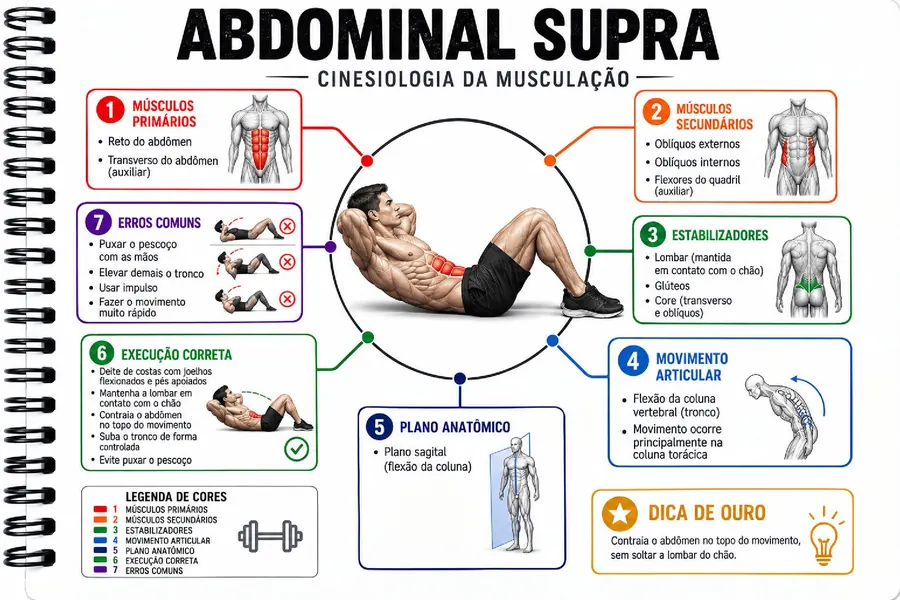 ABDOMINAL SUPRA
CINESIOLOGIA DA MUSCULAÇÃO
1 MÚSCULOS
PRIMÁRIOS
• Reto do abdômen
• Transverso do abdômen
(auxiliar)
2 MÚSCULOS
SECUNDÁRIOS
• Oblíquos externos
• Oblíquos internos
• Flexores do quadril
(auxiliar)
3 ESTABILIZADORES
• Lombar (mantida
em contato com o chão)
• Glúteos
• Core (transverso
e oblíquos)
4 MOVIMENTO
ARTICULAR
• Flexão da coluna
vertebral (tronco)
• Movimento ocorre
principalmente na
coluna torácica
5 PLANO ANATÔMICO
• Plano sagital
(flexão da coluna)
6 EXECUÇÃO CORRETA
• Deite de costas com joelhos
flexionados e pés apoiados
• Mantenha a lombar em
contato com o chão
• Contraia o abdômen
no topo do movimento
• Suba o tronco de forma
controlada
• Evite puxar o pescoço
7 ERROS COMUNS
• Puxar o pescoço
com as mãos
• Elevar demais o tronco
• Usar impulso
• Fazer o movimento
muito rápido
LEGENDA DE CORES
1 MÚSCULOS PRIMÁRIOS
2 MÚSCULOS SECUNDÁRIOS
3 ESTABILIZADORES
4 MOVIMENTO ARTICULAR
5 PLANO ANATÔMICO
6 EXECUÇÃO CORRETA
7 ERROS COMUNS
DICA DE OURO
Contraia o abdômen no topo do movimento,
sem soltar a lombar do chão.